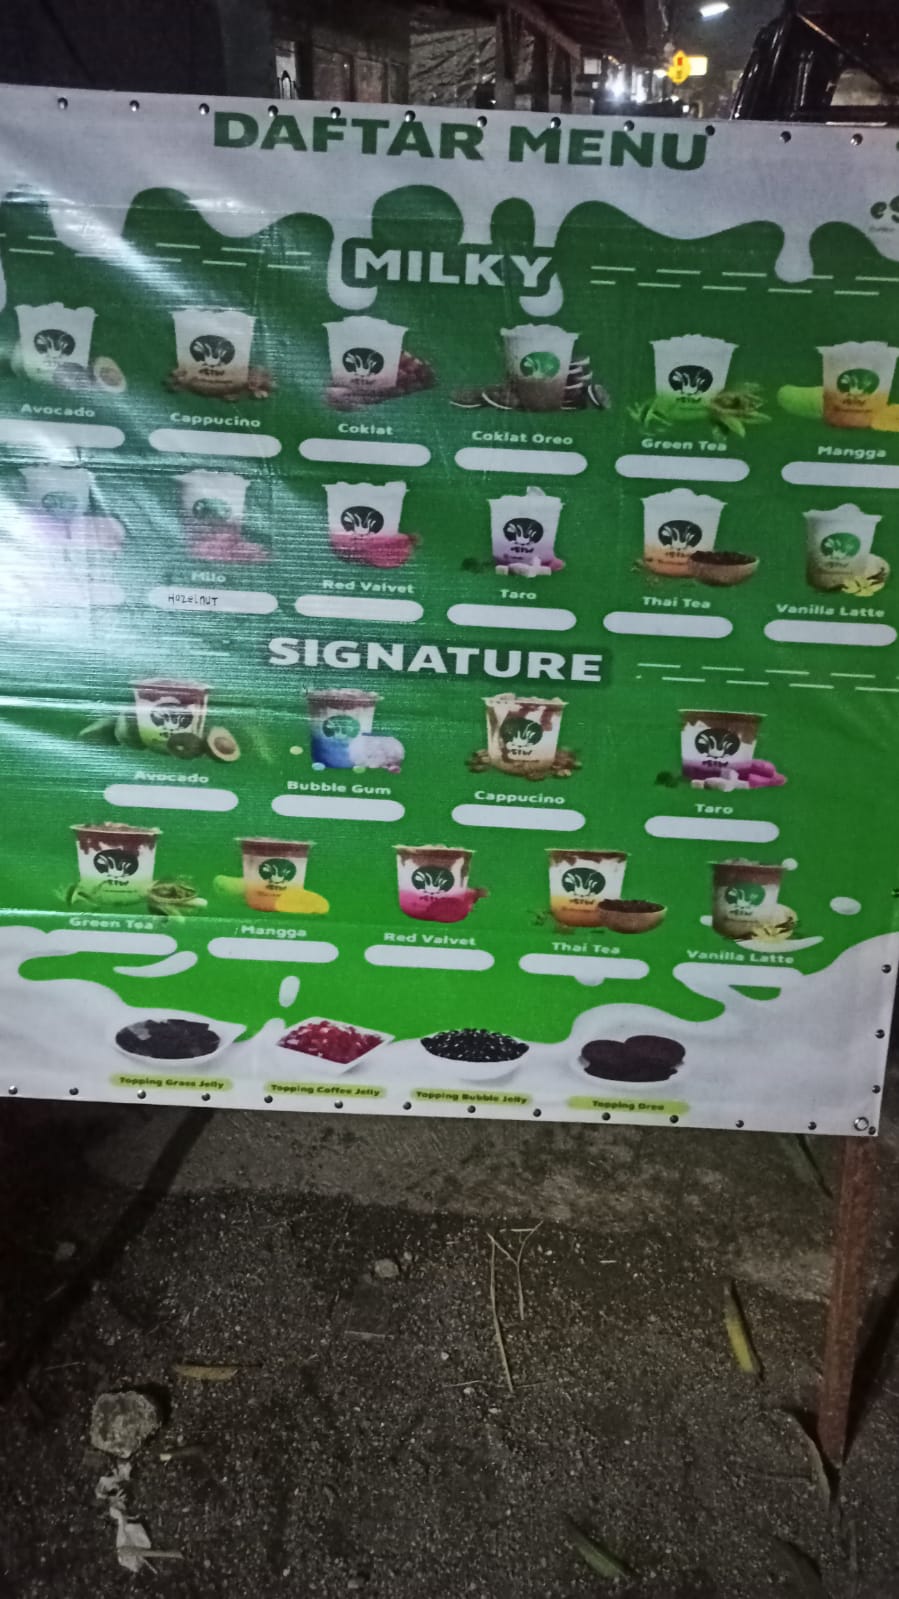 DAFTAR MENU
MILKY
Avocado
Cappucino
Coklat
Coklat Oreo
Green Tea
Mangga
Milo
HAZELNUT
Red Valvet
Taro
Thai Tea
Vanilla Latte
SIGNATURE
Avocado
Bubble Gum
Cappucino
Taro
Green Tea
Mangga
Red Valvet
Thai Tea
Vanilla Latte
Topping Grass Jelly
Topping Coffee Jelly
Topping Bubble Jelly
Topping Oreo